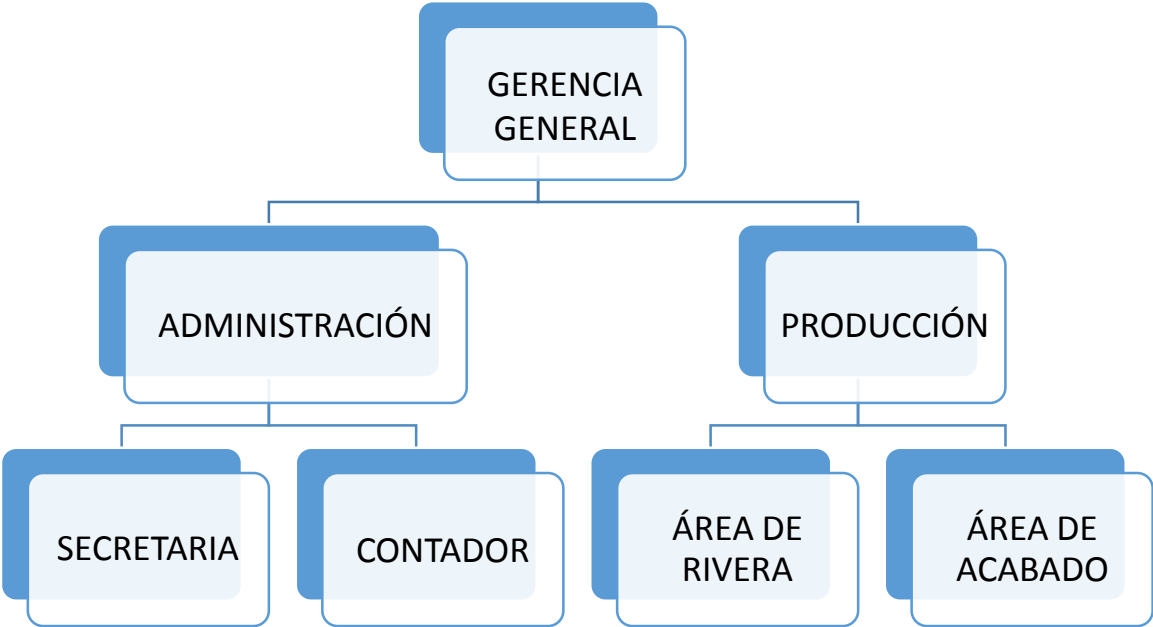 GERENCIA
GENERAL
ADMINISTRACIÓN
PRODUCCIÓN
SECRETARIA
CONTADOR
ÁREA DE
RIVERA
ÁREA DE
ACABADO